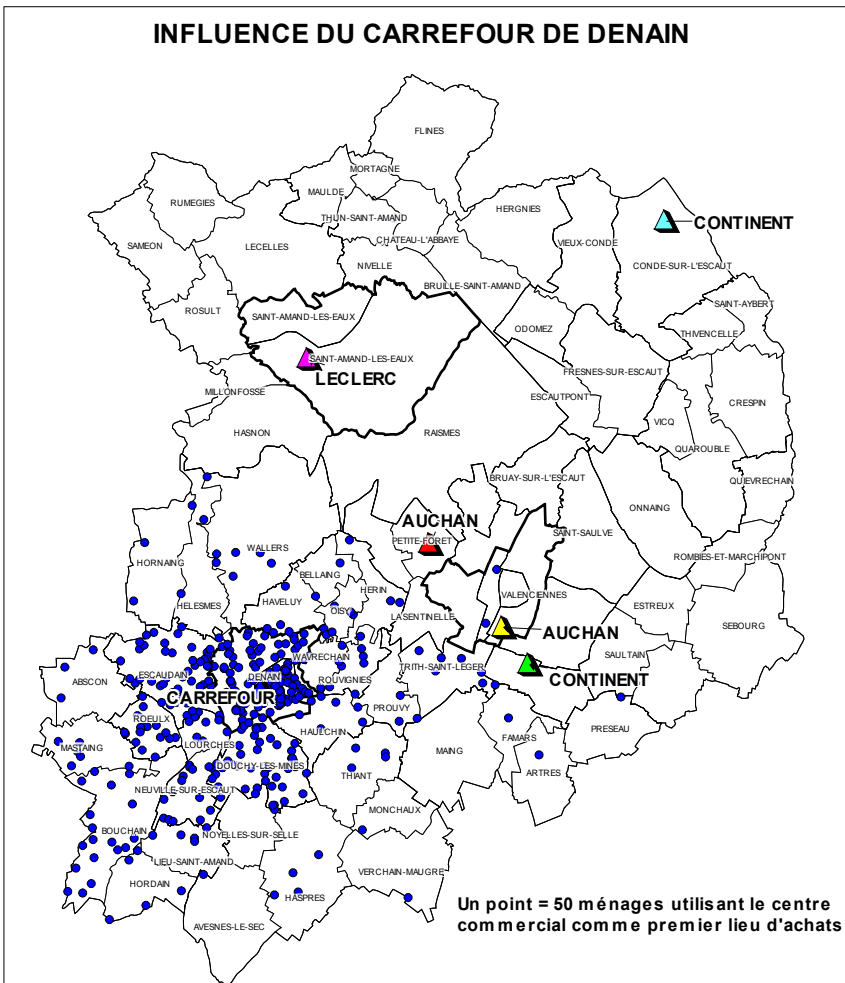 INFLUENCE DU CARREFOUR DE DENAIN
FLINES
MORTAGNE
MAULDE
RUMEGIES
THUN-SAINT-AMAND
HERGNIES
LECELLES
CHATEAU-L'ABBAYE
VIEUX-CONDE
CONTINENT
SAMEON
NIVELLE
CONDE-SUR-L'ESCAUT
BRUILLE-SAINT-AMAND
ROSULT
SAINT-AMAND-LES-EAUX
SAINT-AYBERT
ODOMEZ
THIVENCELLE
SAINT-AMAND-LES-EAUX
LECLERC
FRESNES-SUR-ESCAUT
MILLONFOSSE
ESCAUTPONT
CRESPIN
HASNON
RAISMES
VICQ
QUAROUBLE
BRUAY-SUR-L'ESCAUT
QUIEVRECHAIN
ONNAING
AUCHAN
SAINT-SAULVE
PETITE-FORET
WALLERS
ROMBIES-ET-MARCHIPONT
HORNAING
BELLAING
HERIN
VALENCIENNES
HELESMES
HAVELUY
OISY
LASENTINELLE
ESTREUX
SEBOURG
AUCHAN
WAVRECHAIN
SAULTAIN
TRITH-SAINT-LEGER
ESCAUDAIN
DENAIN
ROUVIGNIES
CONTINENT
ABSCON
CARREFOUR
PROUVY
ROEULX
HAULCHIN
FAMARS
PRESEAU
MASTAING
LOURCHES
MAING
DOUCHY-LES-MINES
THIANT
ARTRES
NEUVILLE-SUR-ESCAUT
MONCHAUX
BOUCHAIN
NOYELLES-SUR-SELLE
LIEU-SAINT-AMAND
VERCHAIN-MAUGRE
HORDAIN
HASPRES
AVESNES-LE-SEC
Un point = 50 ménages utilisant le centre
commercial comme premier lieu d'achats